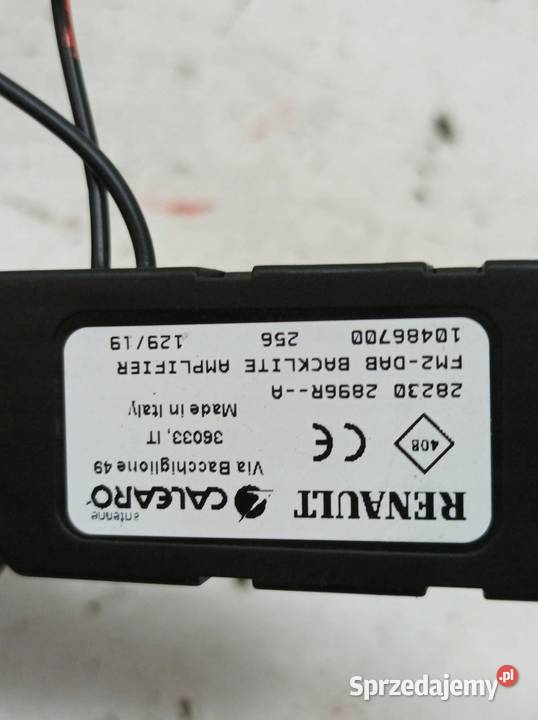 RENAULT
antenne
CALEARO
408
Via Bacchiglione 49
36033, IT
Made in Italy
28230 2896R--A
FM2-DAB BACKLITE AMPLIFIER
10486700 256 129/19
Sprzedajemy.pl